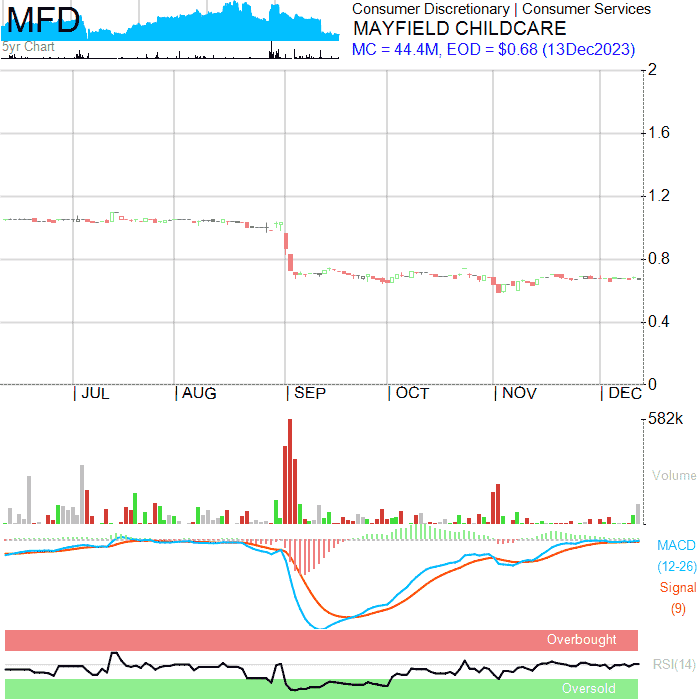 MFD
5yr Chart
Consumer Discretionary | Consumer Services
MAYFIELD CHILDCARE
MC = 44.4M, EOD = $0.68 (13Dec2023)
2
1.6
1.2
0.8
0.4
0
| JUL | AUG | SEP | OCT | NOV | DEC
582k
Volume
MACD
(12-26)
Signal
(9)
Overbought
RSI(14)
Oversold